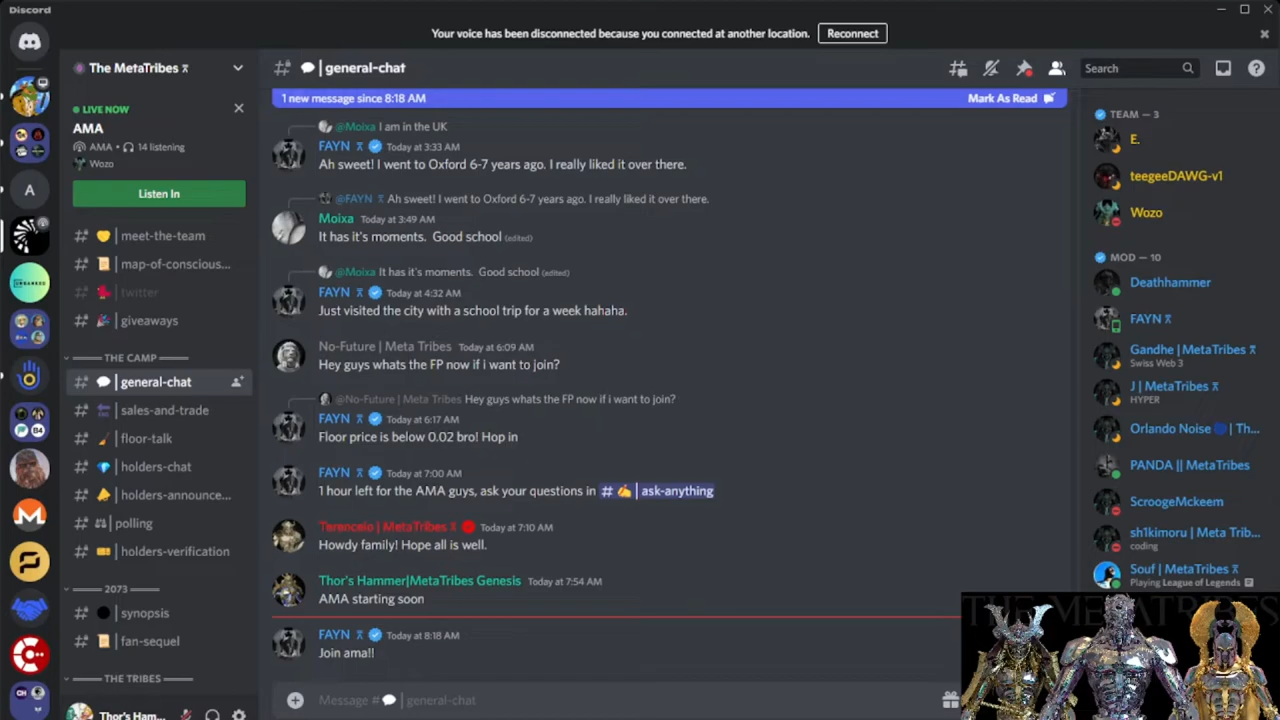 Discord
Your voice has been disconnected because you connected at another location. Reconnect
The MetaTribes
LIVE NOW
AMA
AMA • 14 listening
Wozo
Listen In
meet-the-team
map-of-conscious...
twitter
giveaways
THE CAMP
general-chat
sales-and-trade
floor-talk
holders-chat
holders-announce...
polling
holders-verification
2073
synopsis
fan-sequel
THE TRIBES
Thor's Ham...
A
UNBANKED
B4
CH
general-chat
Search
1 new message since 8:18 AM Mark As Read
@Moixa I am in the UK
FAYN Today at 3:33 AM
Ah sweet! I went to Oxford 6-7 years ago. I really liked it over there.
@FAYN Ah sweet! I went to Oxford 6-7 years ago. I really liked it over there.
Moixa Today at 3:49 AM
It has it's moments. Good school (edited)
@Moixa It has it's moments. Good school (edited)
FAYN Today at 4:32 AM
Just visited the city with a school trip for a week hahaha.
No-Future | Meta Tribes Today at 6:09 AM
Hey guys whats the FP now if i want to join?
@No-Future | Meta Tribes Hey guys whats the FP now if i want to join?
FAYN Today at 6:17 AM
Floor price is below 0.02 bro! Hop in
FAYN Today at 7:00 AM
1 hour left for the AMA guys, ask your questions in # | ask-anything
Terencelo | MetaTribes Today at 7:10 AM
Howdy family! Hope all is well.
Thor's Hammer|MetaTribes Genesis Today at 7:54 AM
AMA starting soon
FAYN Today at 8:18 AM
Join ama!!
Message # | general-chat
TEAM — 3
E.
teegeeDAWG-v1
Wozo
MOD — 10
Deathhammer
FAYN
Gandhe | MetaTribes
Swiss Web 3
J | MetaTribes
HYPER
Orlando Noise | Th...
PANDA || MetaTribes
ScroogeMckeem
sh1kimoru | Meta Trib...
coding
Souf | MetaTribes
Playing League of Legends
THE METATRIBES